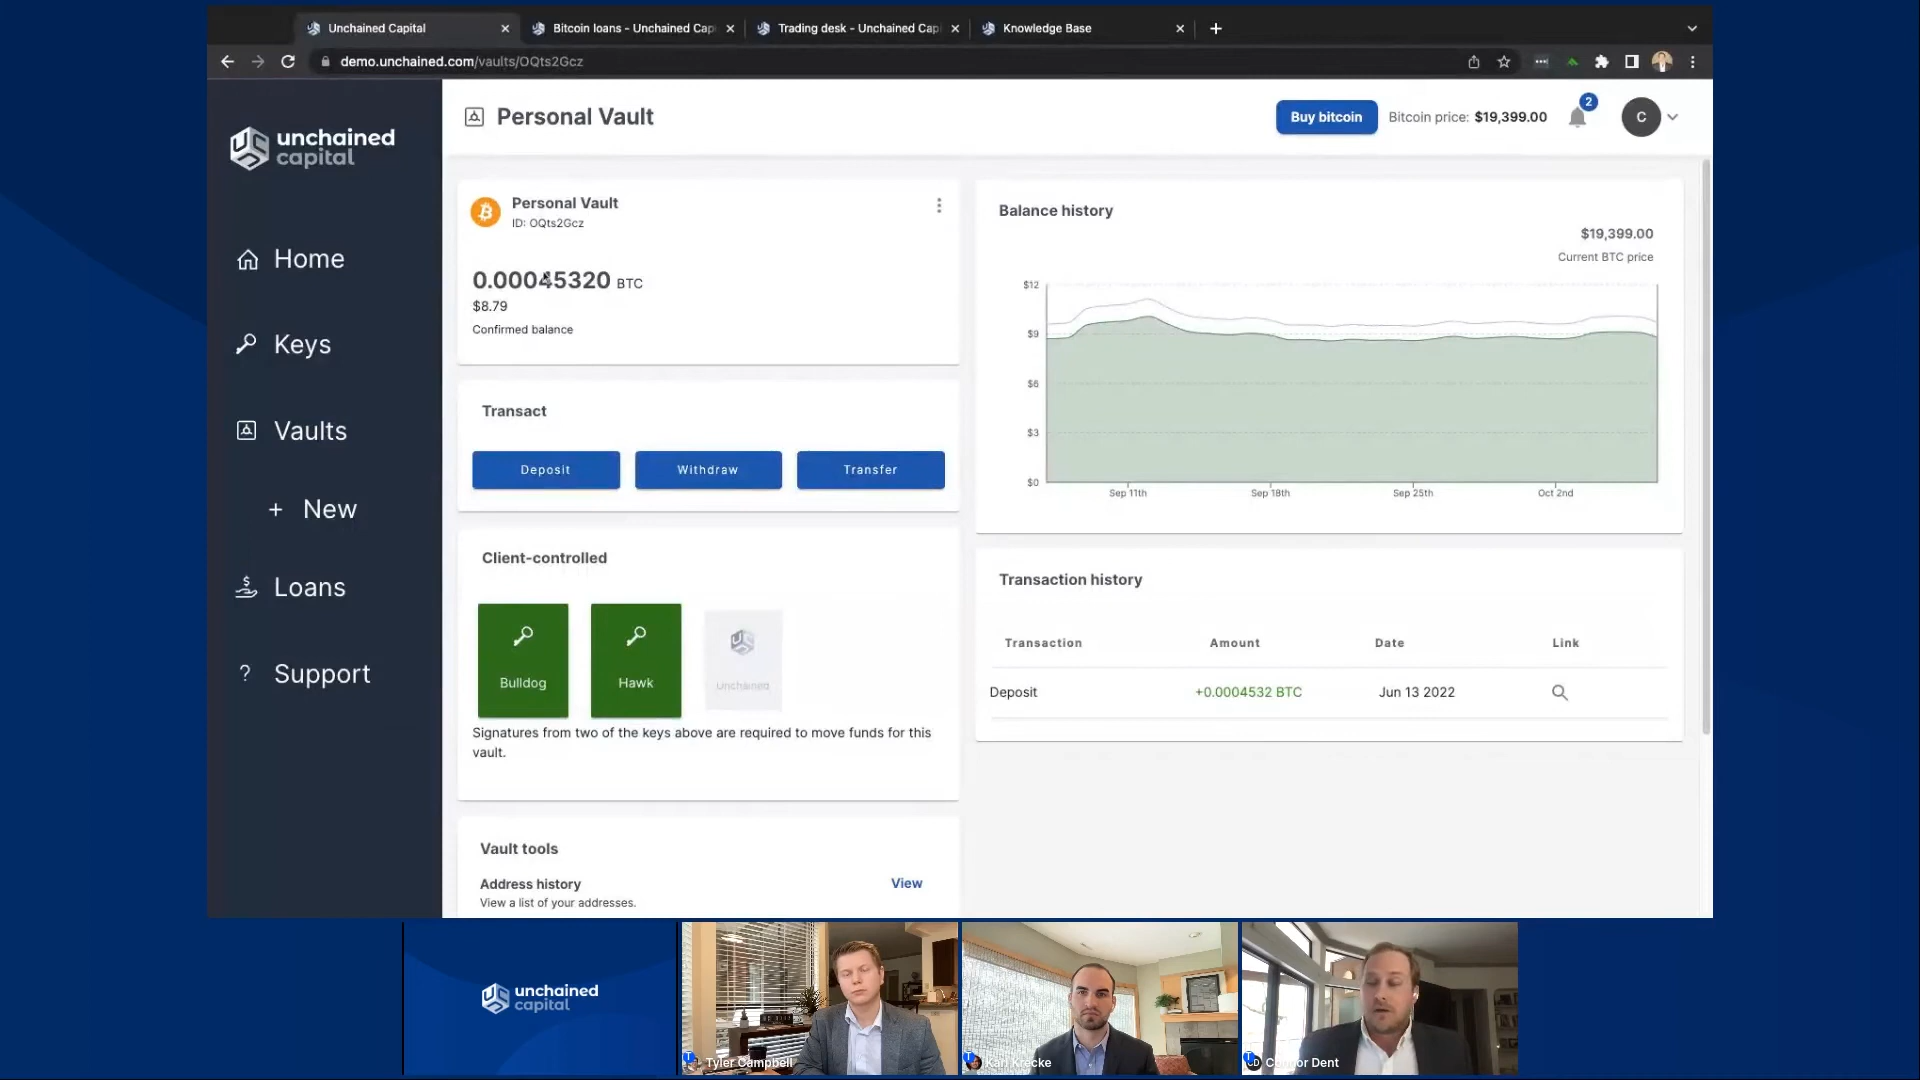 Unchained Capital
Bitcoin loans - Unchained Cap
Trading desk - Unchained Cap
Knowledge Base
demo.unchained.com/vaults/OQts2Gcz
unchained
capital
Personal Vault
Buy bitcoin
Bitcoin price: $19,399.00
2
C
Home
Keys
Vaults
+ New
Loans
? Support
Personal Vault
ID: OQts2Gcz
0.00045320 BTC
$8.79
Confirmed balance
Transact
Deposit
Withdraw
Transfer
Client-controlled
Bulldog
Hawk
unchained
Signatures from two of the keys above are required to move funds for this
vault.
Vault tools
Address history
View
View a list of your addresses.
Balance history
$19,399.00
Current BTC price
$12
$9
$6
$3
$0
Sep 11th
Sep 18th
Sep 25th
Oct 2nd
Transaction history
Transaction Amount Date Link
Deposit +0.0004532 BTC Jun 13 2022
unchained
capital
Tyler Campbell
Connor Dent